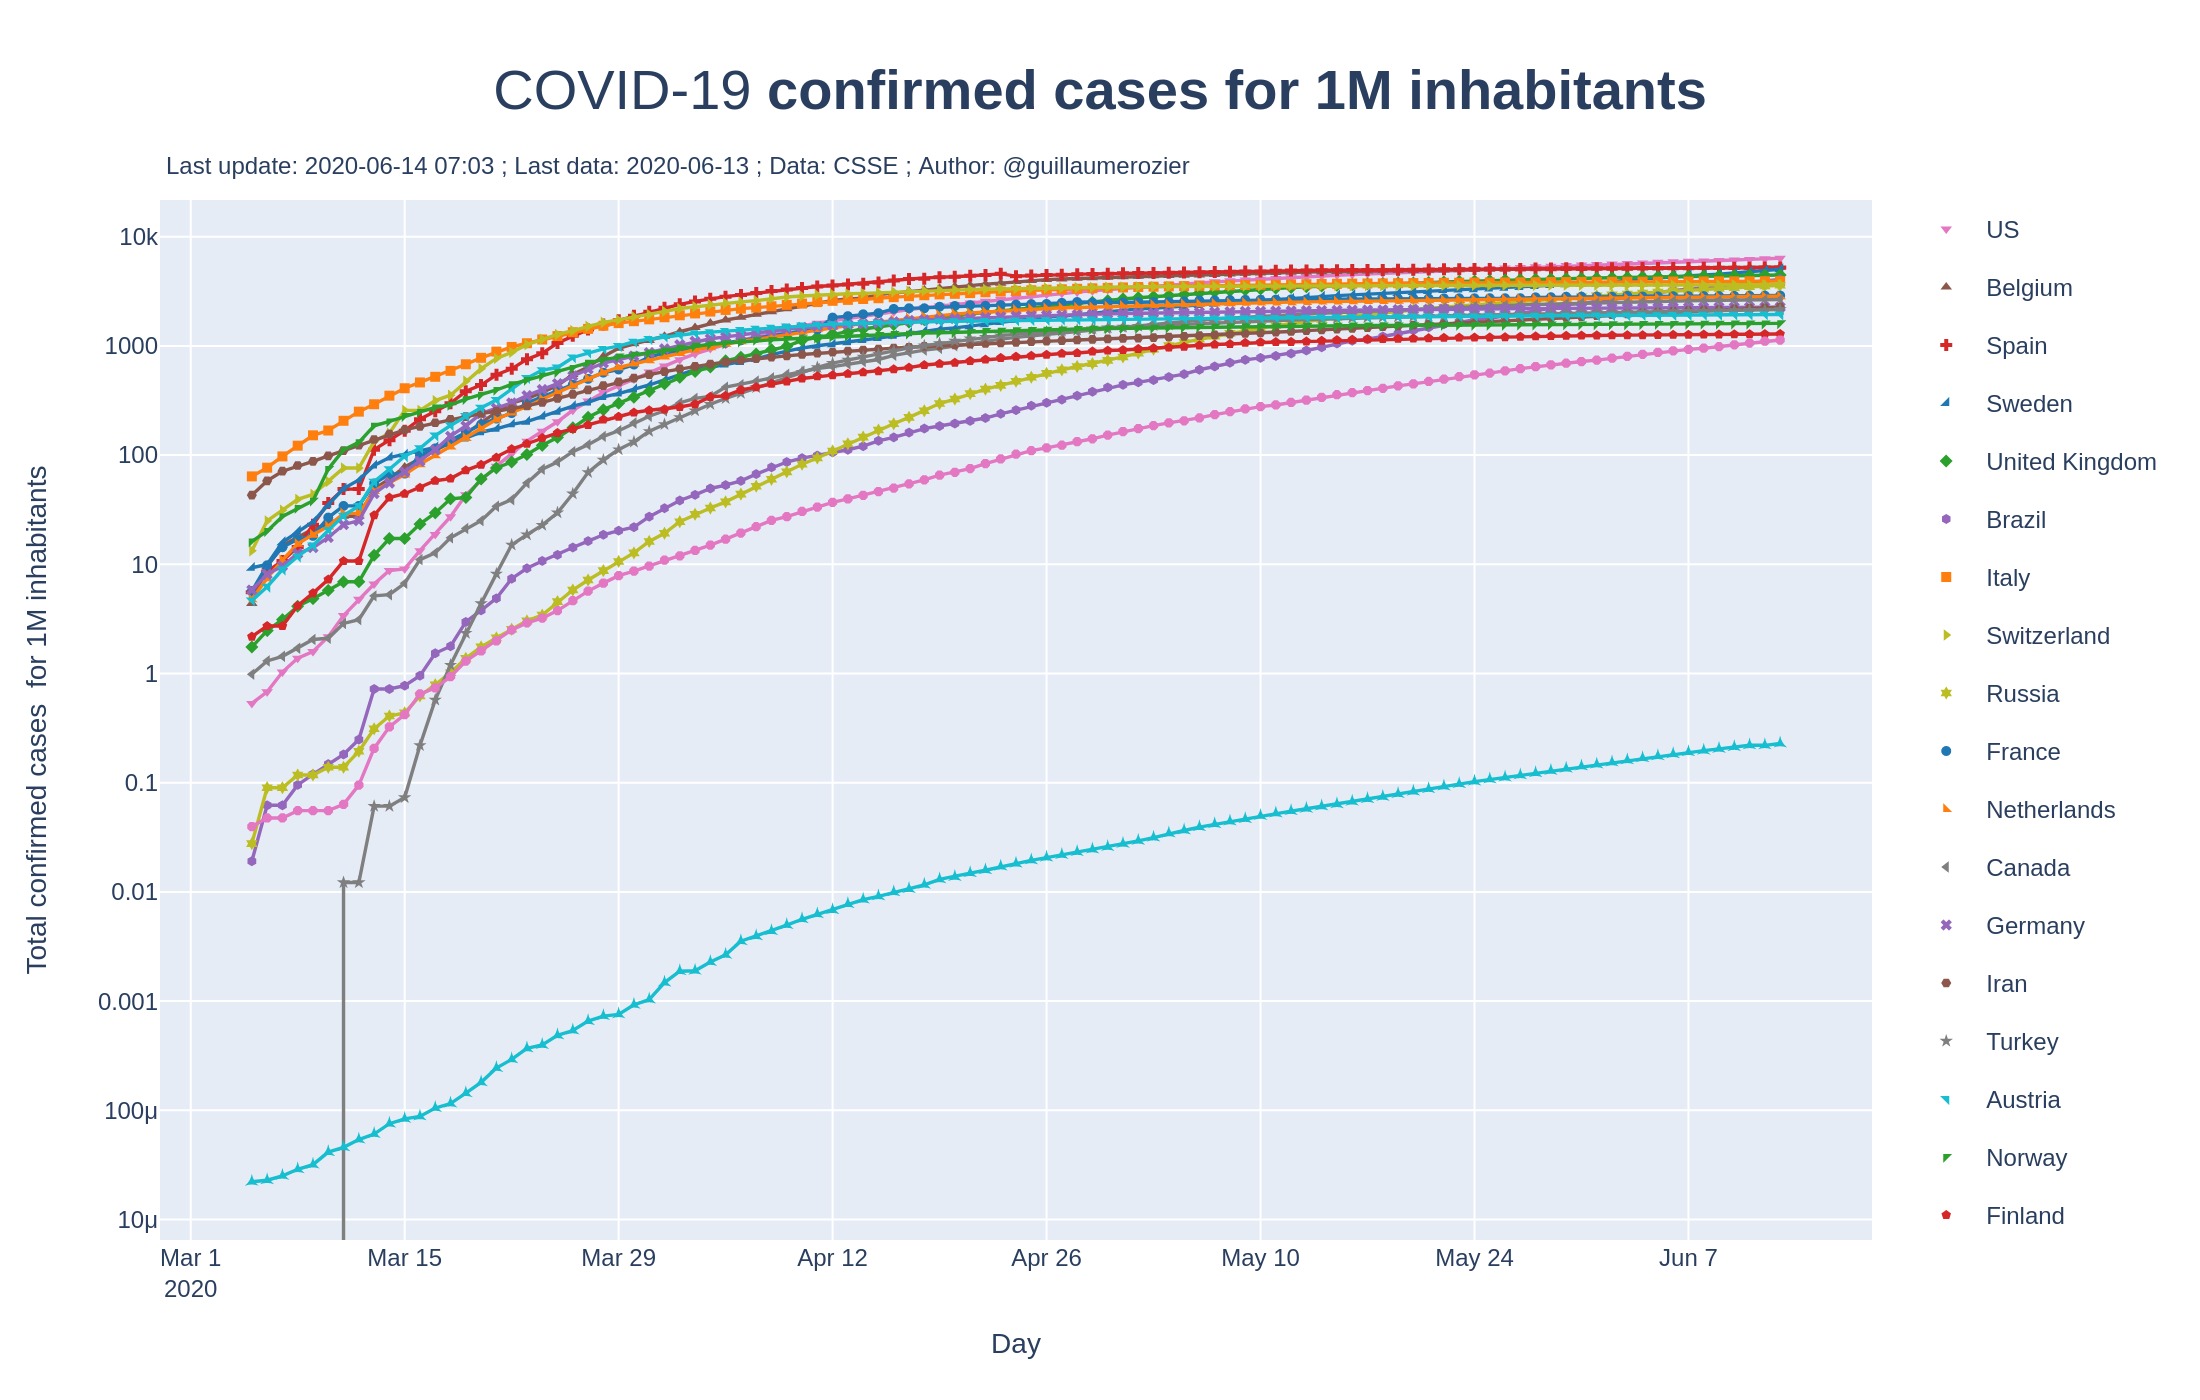 COVID-19 confirmed cases for 1M inhabitants
Last update: 2020-06-14 07:03 ; Last data: 2020-06-13 ; Data: CSSE ; Author: @guillaumerozier
Total confirmed cases  for 1M inhabitants
10k
1000
100
10
1
0.1
0.01
0.001
100μ
10μ
Mar 1
2020
Mar 15
Mar 29
Apr 12
Apr 26
May 10
May 24
Jun 7
Day
US
Belgium
Spain
Sweden
United Kingdom
Brazil
Italy
Switzerland
Russia
France
Netherlands
Canada
Germany
Iran
Turkey
Austria
Norway
Finland